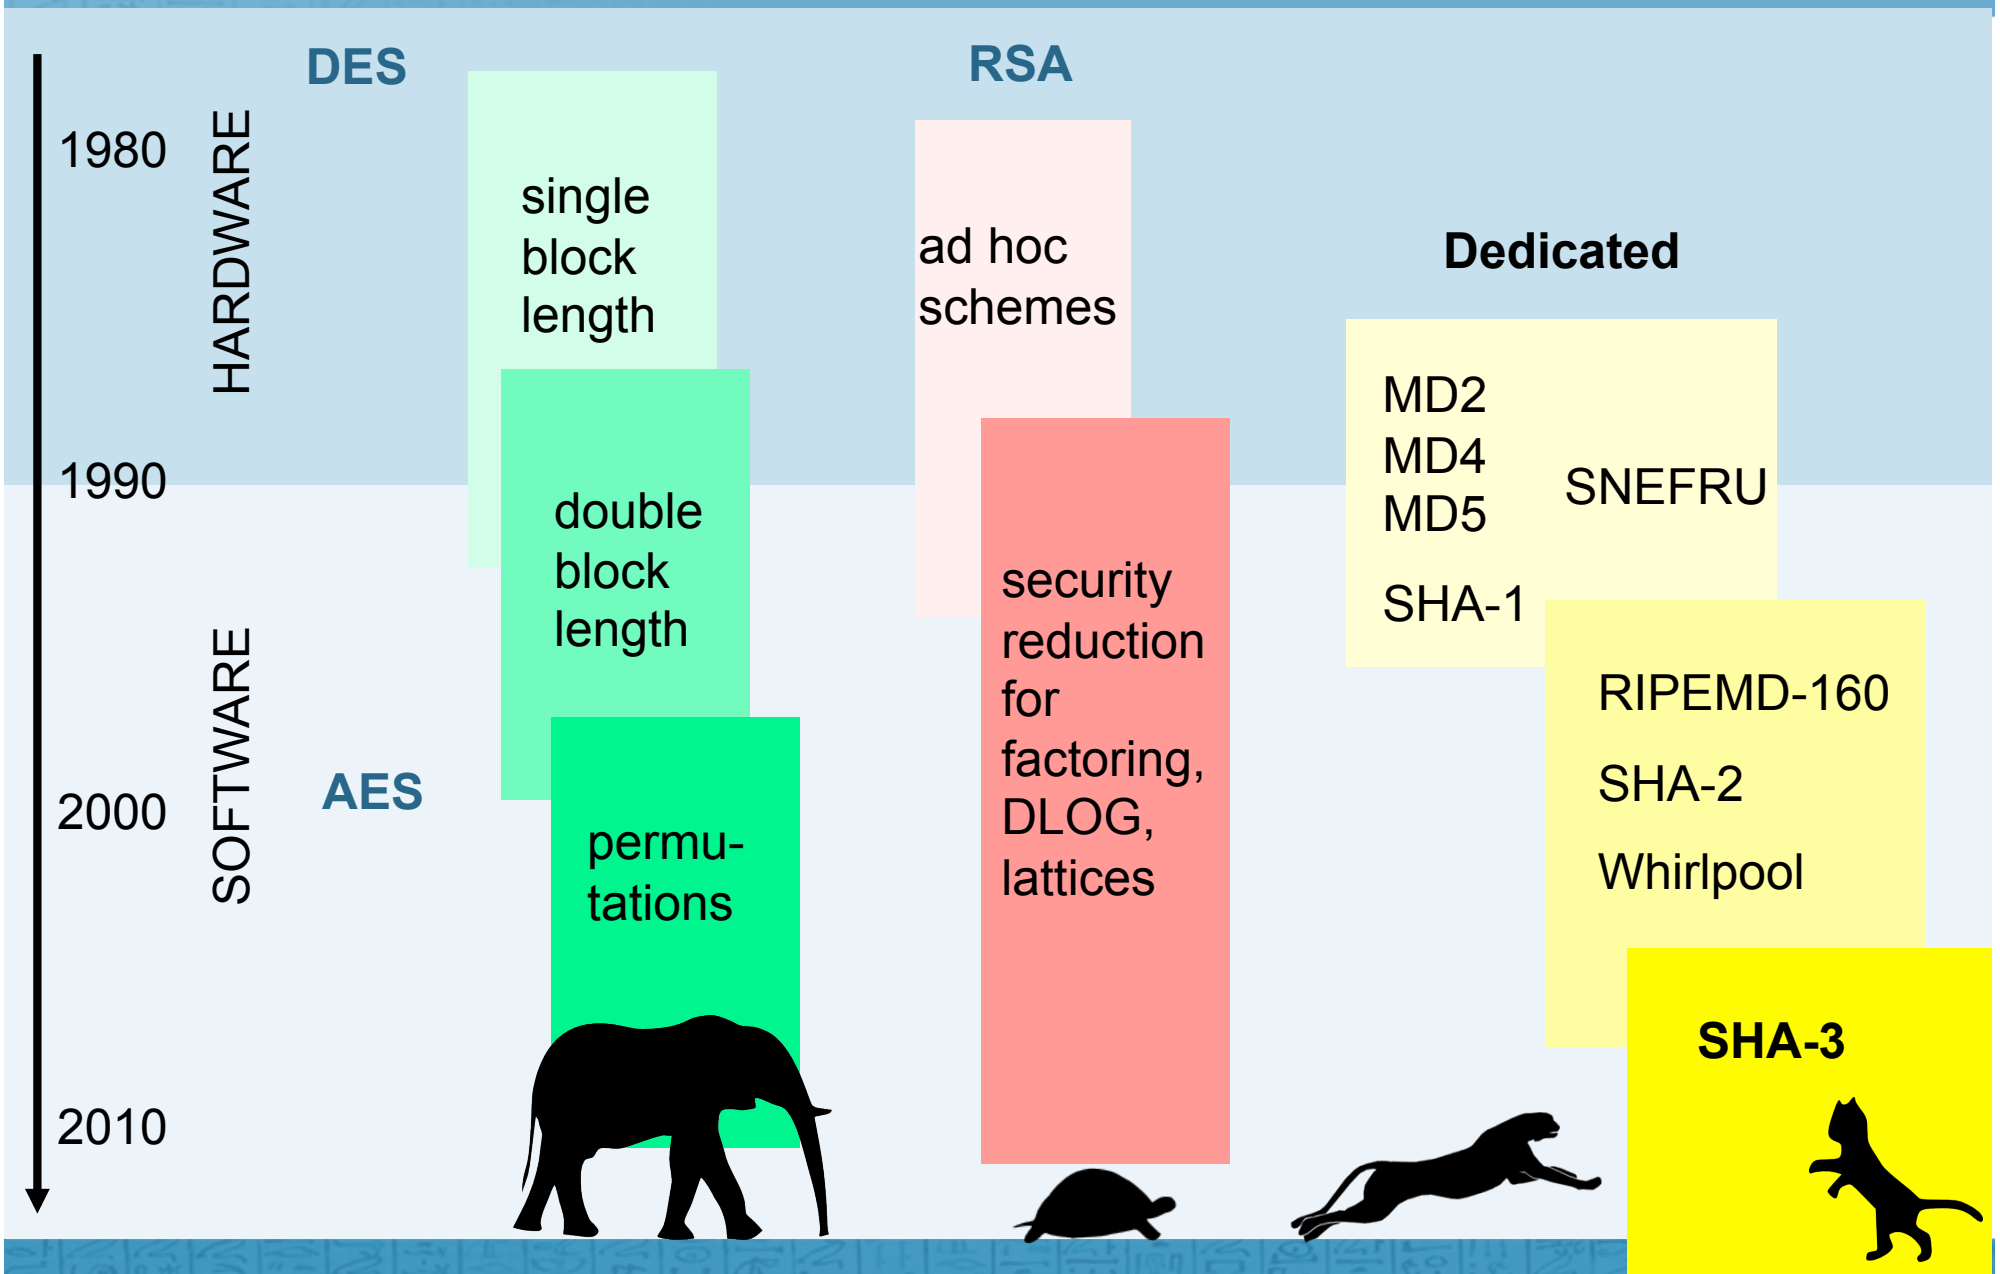 DES
RSA
1980
HARDWARE
single
block
length
ad hoc
schemes
Dedicated
MD2
MD4
MD5
SNEFRU
SHA-1
1990
double
block
length
security
reduction
for
factoring,
DLOG,
lattices
RIPEMD-160
SHA-2
Whirlpool
SOFTWARE
AES
2000
permu-
tations
SHA-3
2010